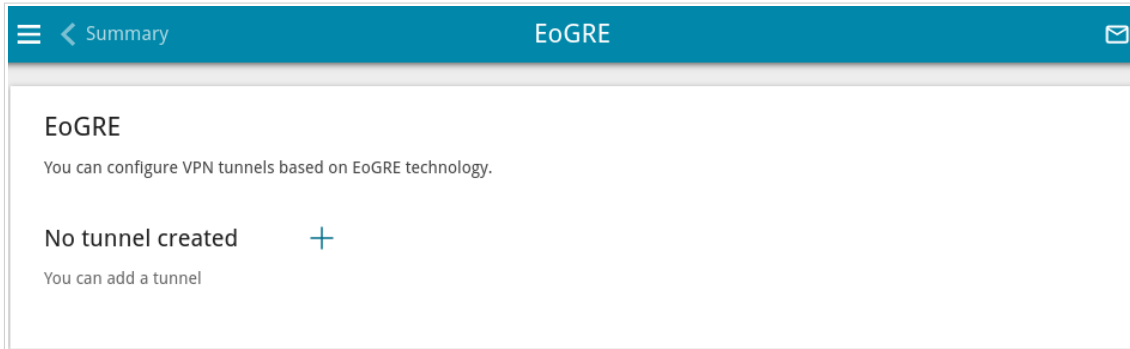 Summary
EoGRE
EoGRE
You can configure VPN tunnels based on EoGRE technology.
No tunnel created
You can add a tunnel